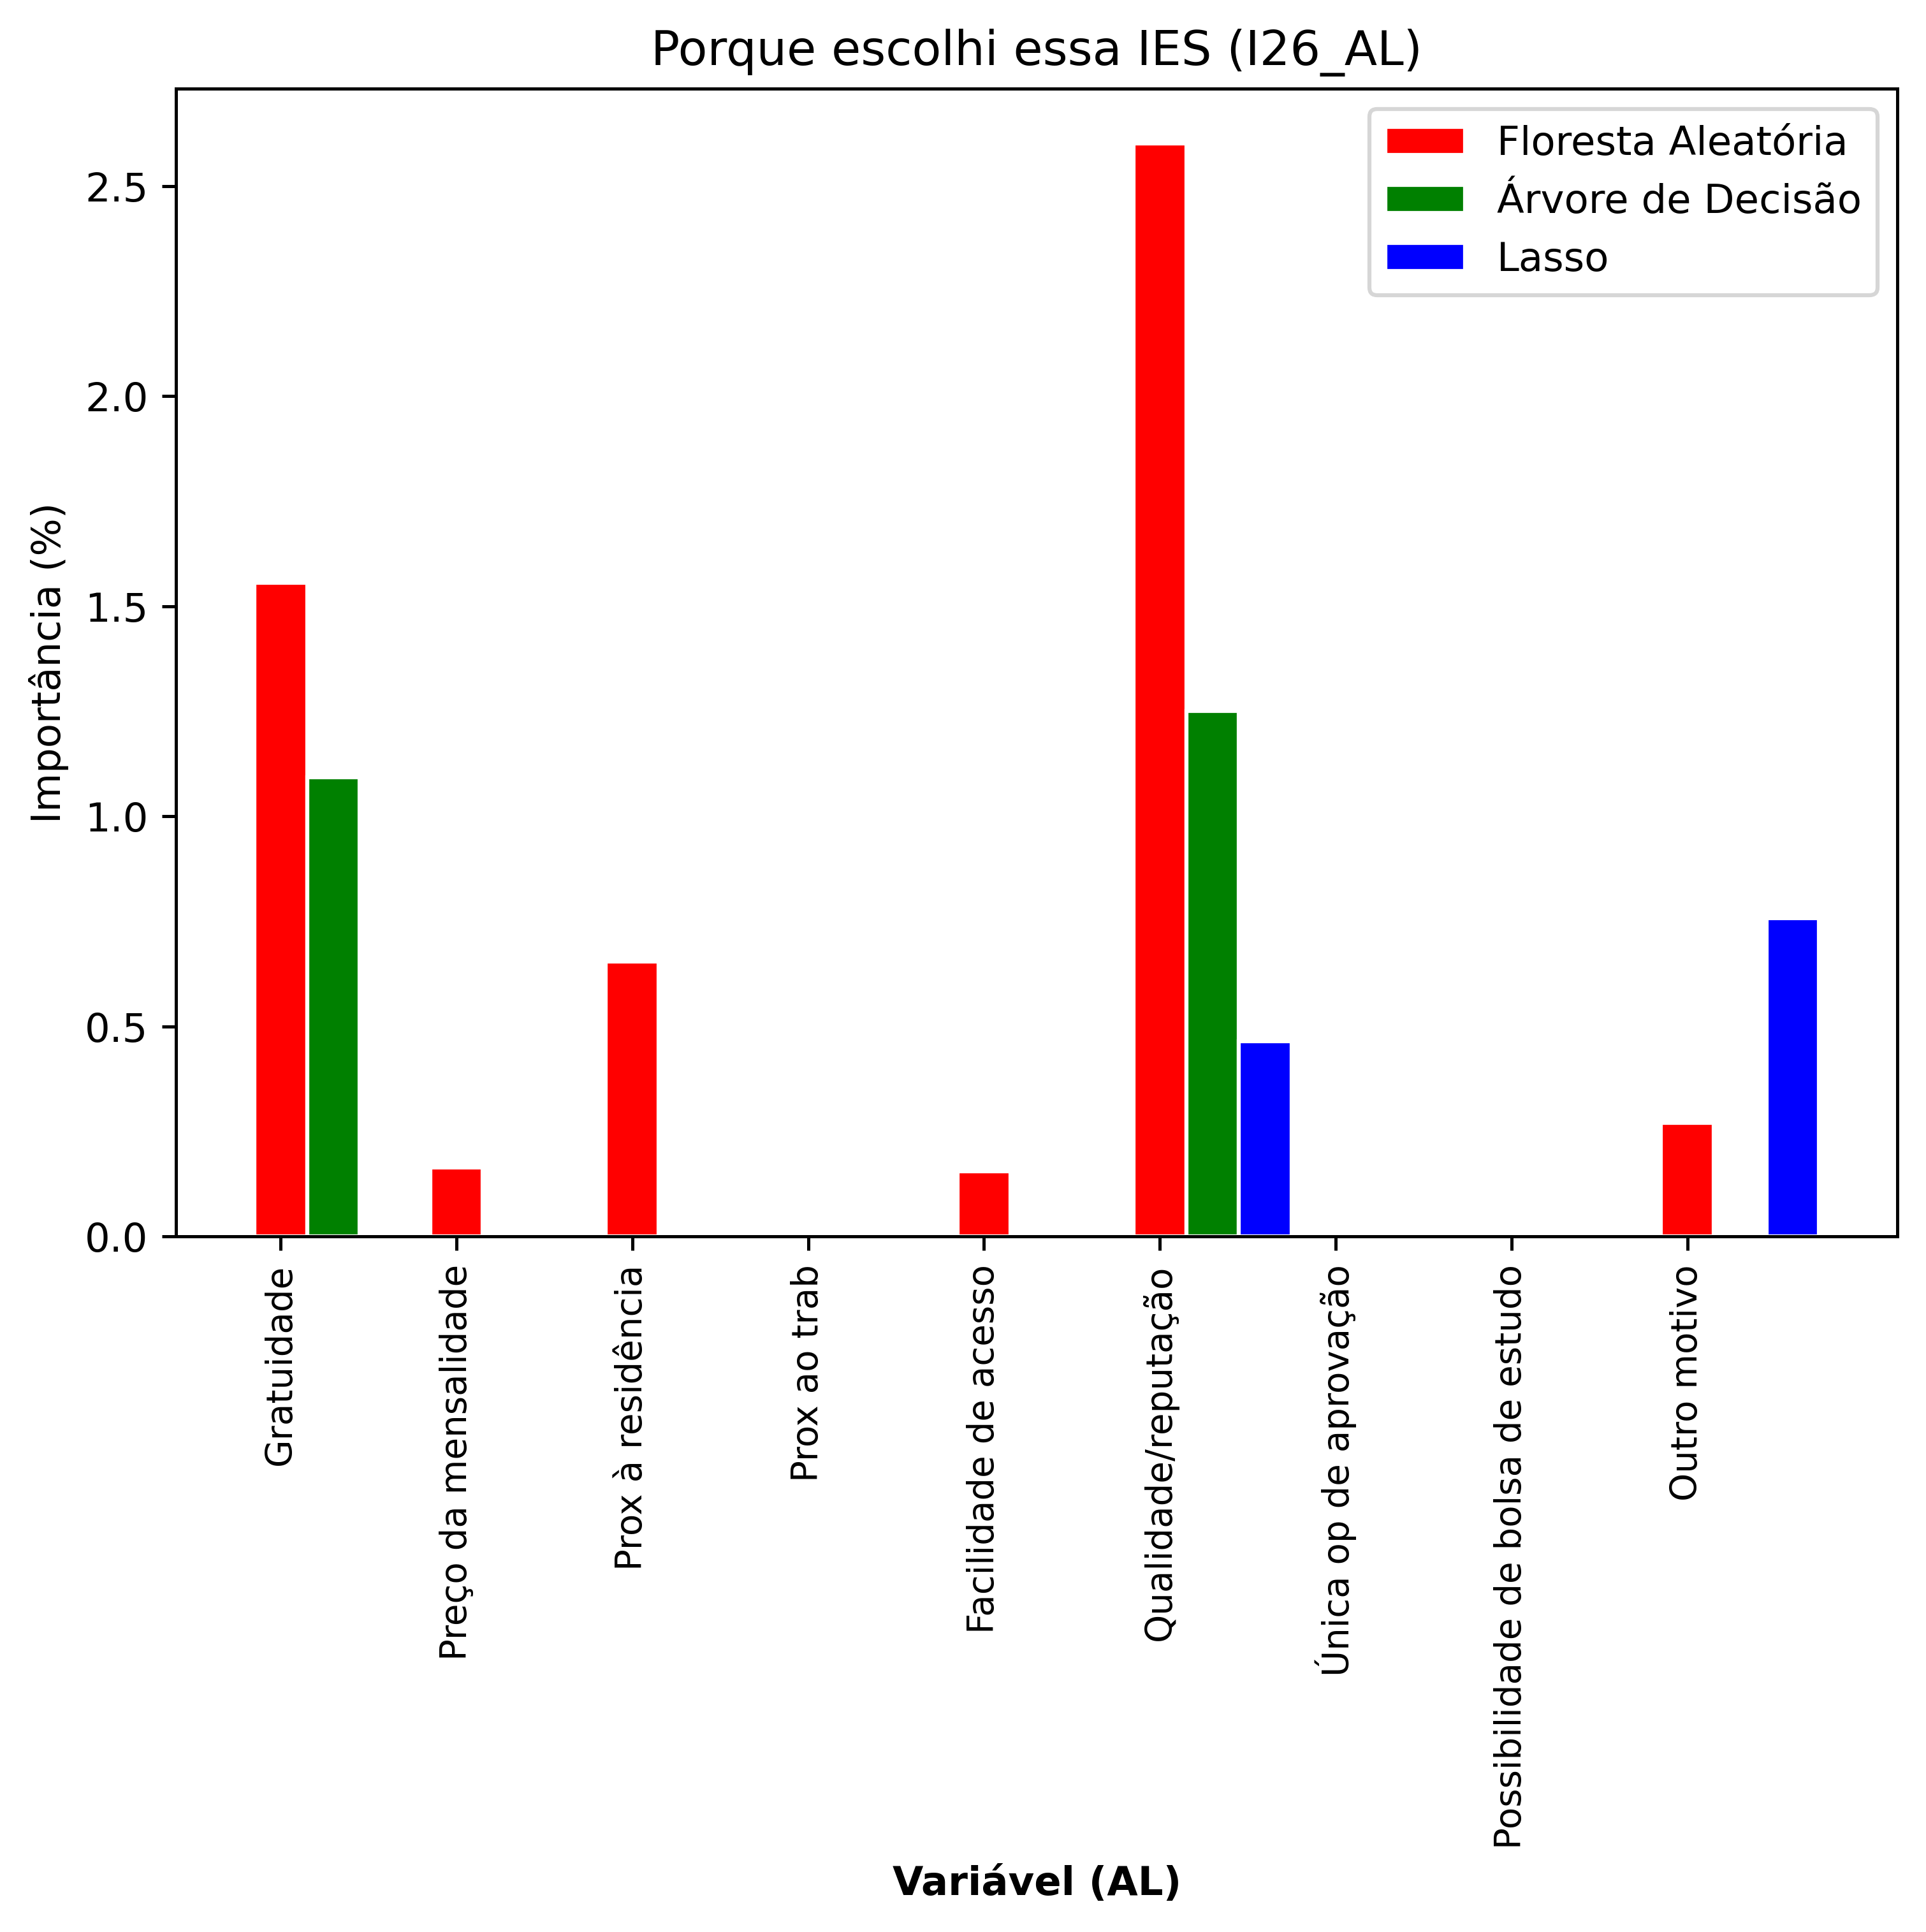 Porque escolhi essa IES (I26_AL)
Floresta Aleatória
Árvore de Decisão
Lasso
Importância (%)
2.5
2.0
1.5
1.0
0.5
0.0
Gratuidade
Preço da mensalidade
Prox à residência
Prox ao trab
Facilidade de acesso
Qualidade/reputação
Única op de aprovação
Possibilidade de bolsa de estudo
Outro motivo
Variável (AL)